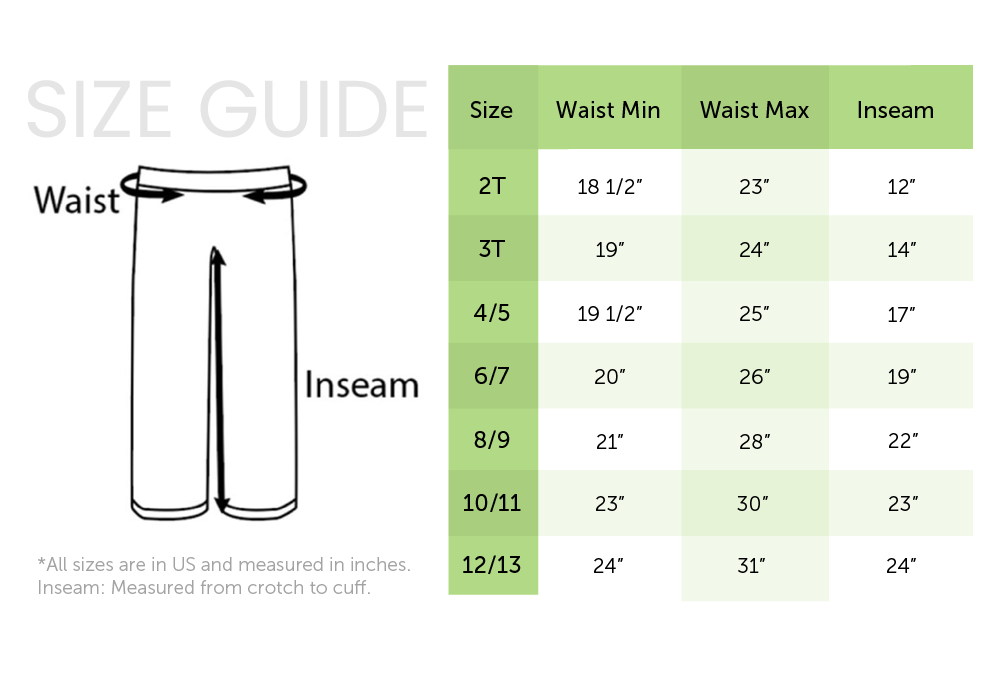 SIZE GUIDE
Waist
Inseam
*All sizes are in US and measured in inches.
Inseam: Measured from crotch to cuff.
Size Waist Min Waist Max Inseam
2T 18 1/2” 23” 12”
3T 19” 24” 14”
4/5 19 1/2” 25” 17”
6/7 20” 26” 19”
8/9 21” 28” 22”
10/11 23” 30” 23”
12/13 24” 31” 24”